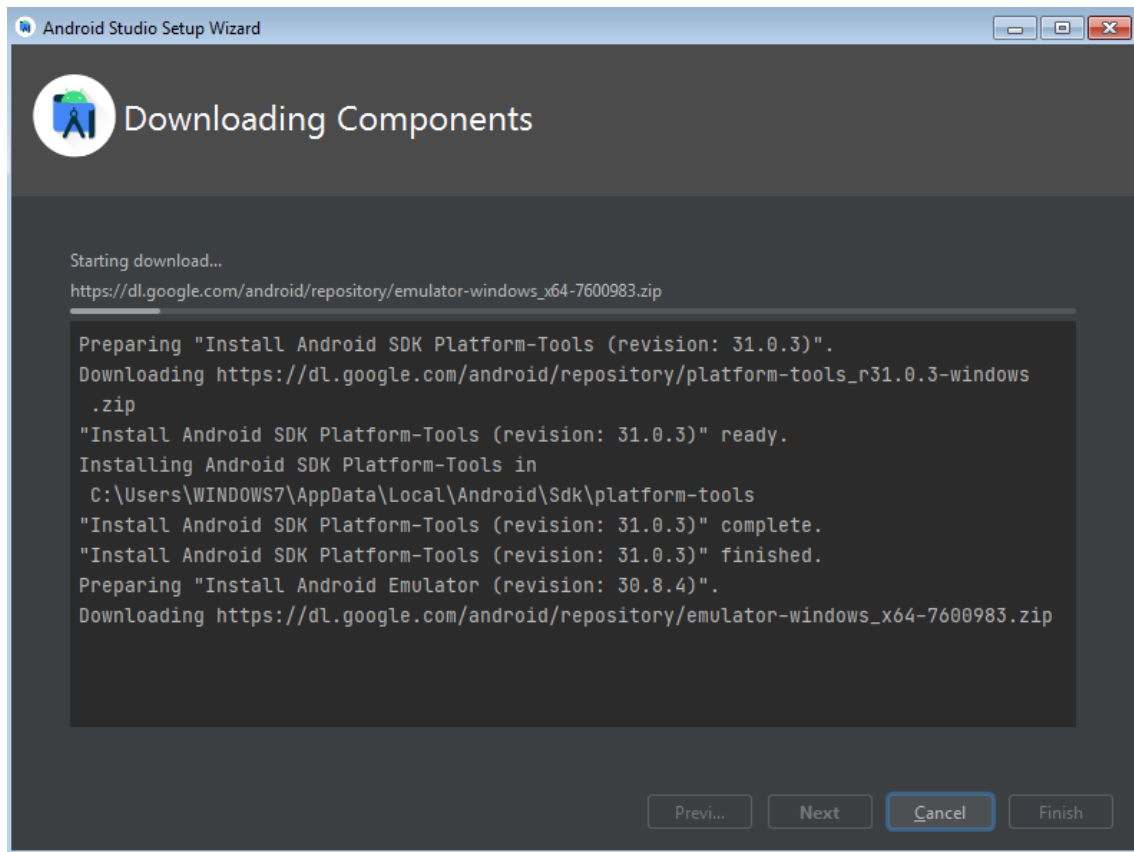 Android Studio Setup Wizard
Downloading Components
Starting download...
https://dl.google.com/android/repository/emulator-windows_x64-7600983.zip
Preparing "Install Android SDK Platform-Tools (revision: 31.0.3)".
Downloading https://dl.google.com/android/repository/platform-tools_r31.0.3-windows
.zip
"Install Android SDK Platform-Tools (revision: 31.0.3)" ready.
Installing Android SDK Platform-Tools in
C:\Users\WINDOWS7\AppData\Local\Android\Sdk\platform-tools
"Install Android SDK Platform-Tools (revision: 31.0.3)" complete.
"Install Android SDK Platform-Tools (revision: 31.0.3)" finished.
Preparing "Install Android Emulator (revision: 30.8.4)".
Downloading https://dl.google.com/android/repository/emulator-windows_x64-7600983.zip
Previ... Next Cancel Finish